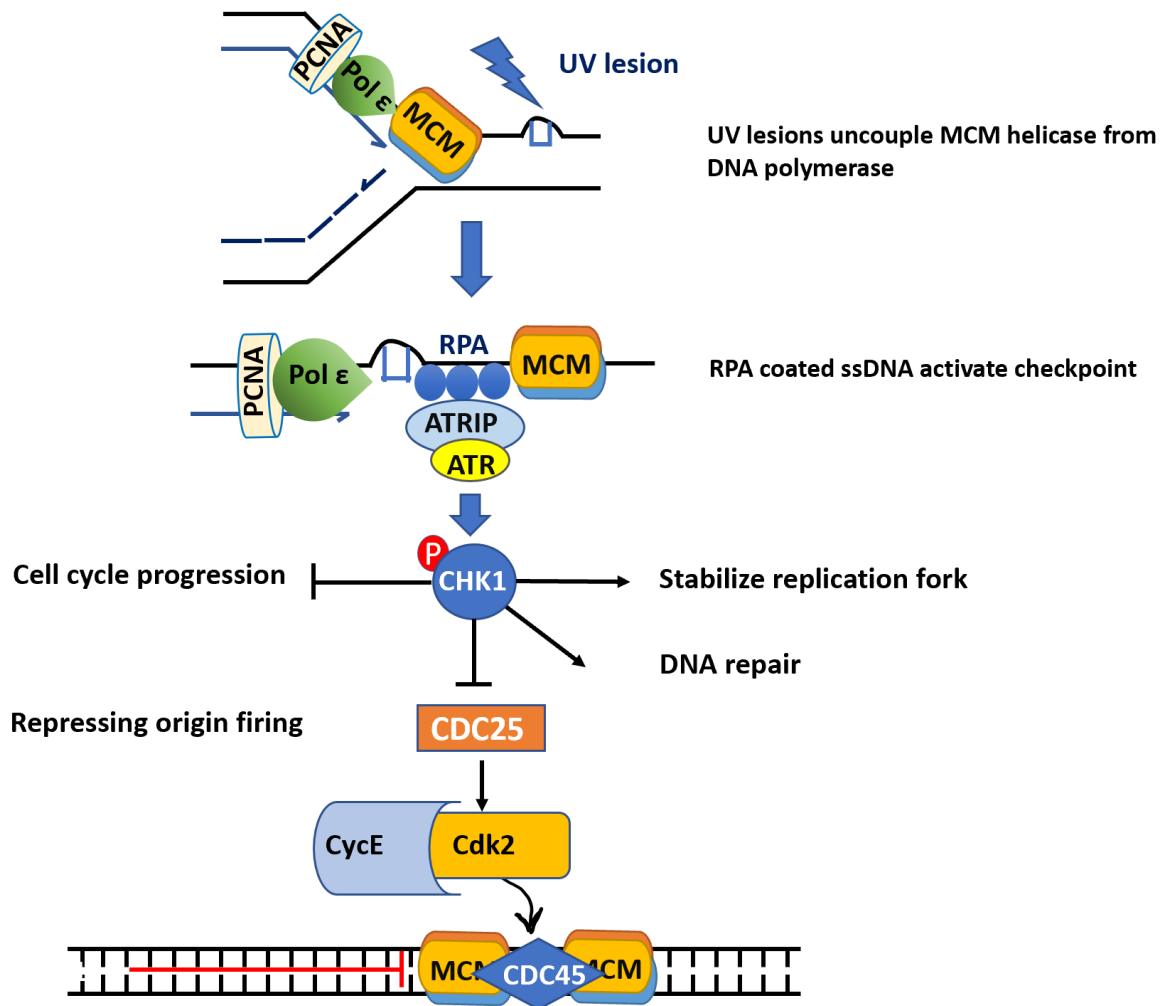 PCNA
Pol ε
MCM
UV lesion
UV lesions uncouple MCM helicase from
DNA polymerase
PCNA
Pol ε
RPA
MCM
ATRIP
ATR
RPA coated ssDNA activate checkpoint
P
CHK1
Cell cycle progression
Stabilize replication fork
DNA repair
Repressing origin firing
CDC25
CycE
Cdk2
MCM
CDC45
MCM